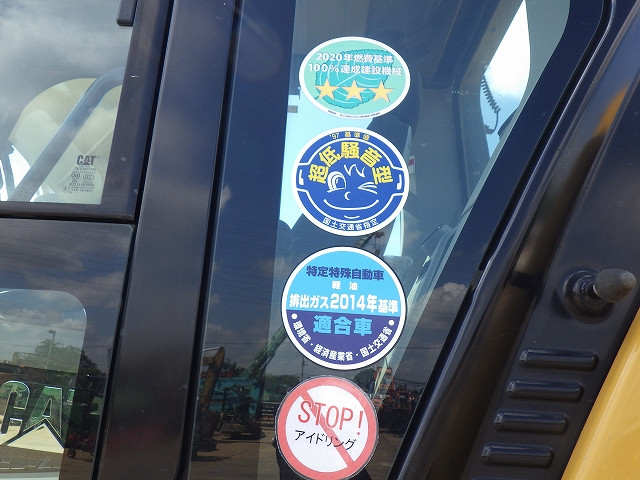 2020年燃費基準
100%達成建設機械
'97 基準値
超低騒音型
国土交通省指定
CAT
特定特殊自動車
軽油
排出ガス2014年基準
適合車
●環境省・経済産業省・国土交通省●
STOP!
アイドリング
CAT